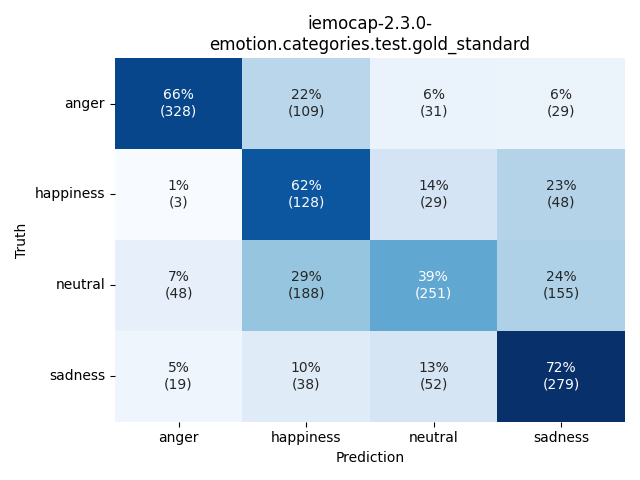 iemocap-2.3.0-
emotion.categories.test.gold_standard
Truth
anger
66%
(328)
22%
(109)
6%
(31)
6%
(29)
happiness
1%
(3)
62%
(128)
14%
(29)
23%
(48)
neutral
7%
(48)
29%
(188)
39%
(251)
24%
(155)
sadness
5%
(19)
10%
(38)
13%
(52)
72%
(279)
anger
happiness
neutral
sadness
Prediction